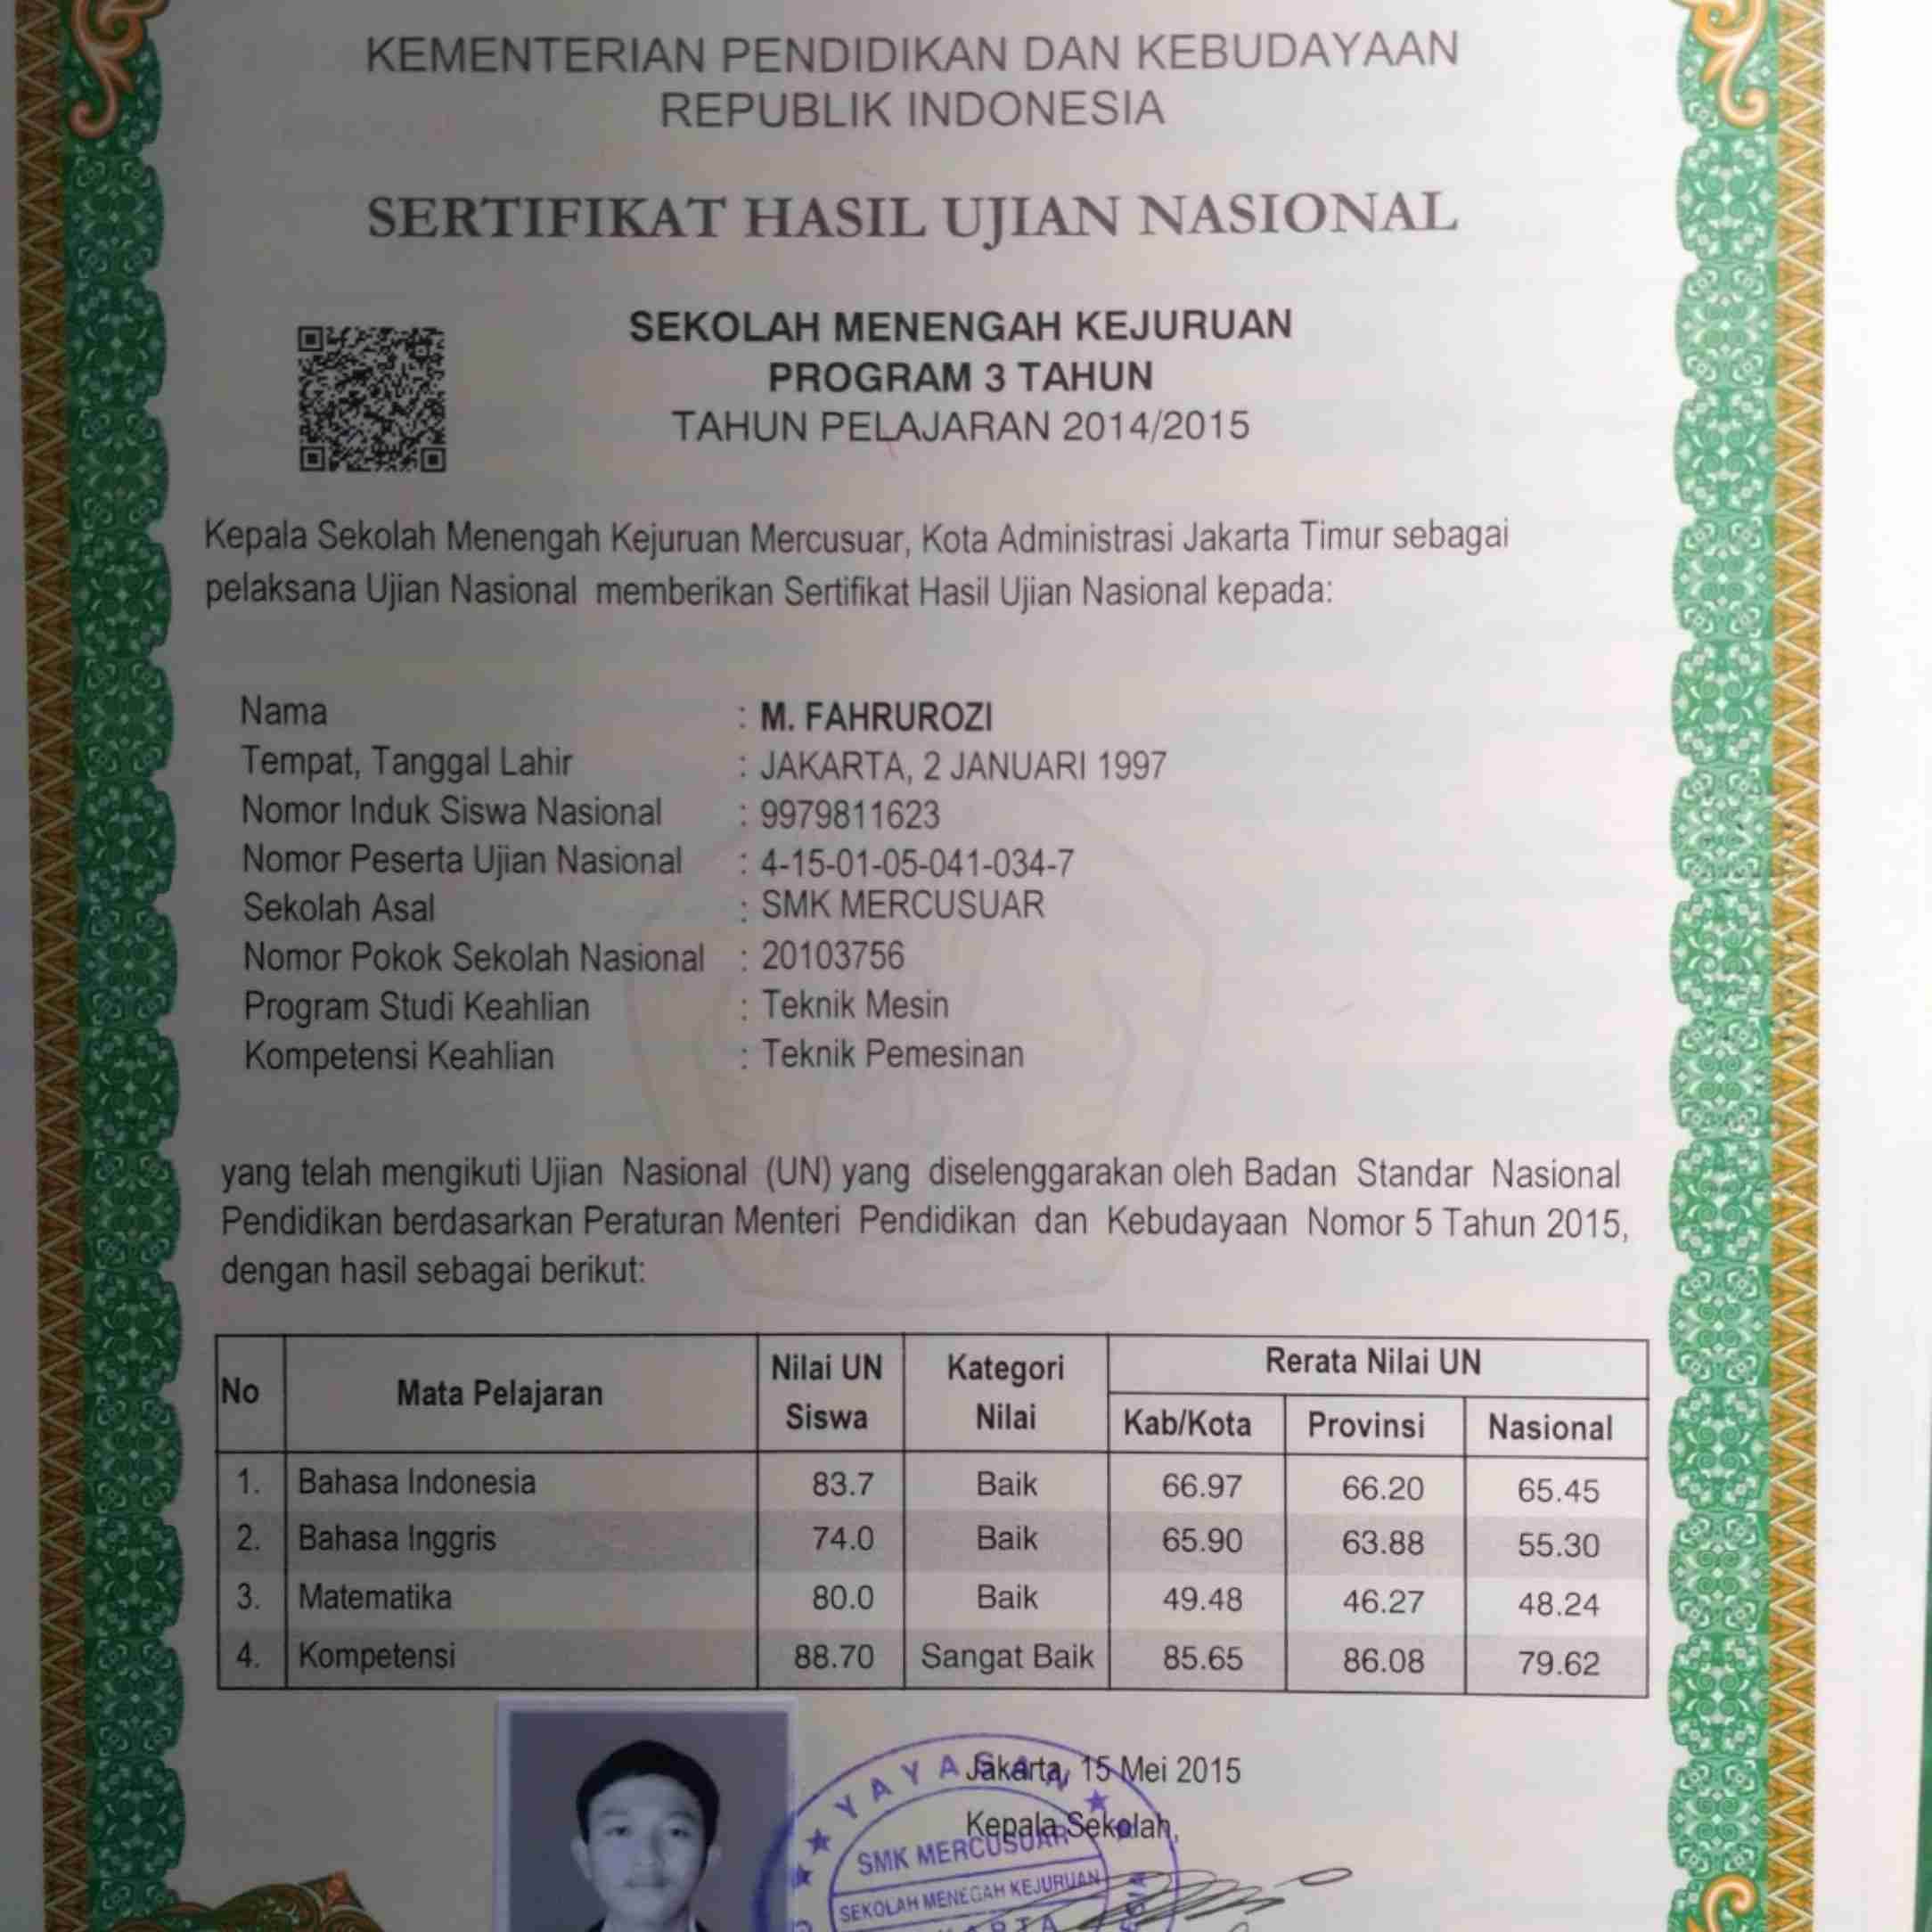 KEMENTERIAN PENDIDIKAN DAN KEBUDAYAAN
REPUBLIK INDONESIA
SERTIFIKAT HASIL UJIAN NASIONAL
SEKOLAH MENENGAH KEJURUAN
PROGRAM 3 TAHUN
TAHUN PELAJARAN 2014/2015
Kepala Sekolah Menengah Kejuruan Mercusuar, Kota Administrasi Jakarta Timur sebagai
pelaksana Ujian Nasional memberikan Sertifikat Hasil Ujian Nasional kepada:
Nama : M. FAHRUROZI
Tempat, Tanggal Lahir : JAKARTA, 2 JANUARI 1997
Nomor Induk Siswa Nasional : 9979811623
Nomor Peserta Ujian Nasional : 4-15-01-05-041-034-7
Sekolah Asal : SMK MERCUSUAR
Nomor Pokok Sekolah Nasional : 20103756
Program Studi Keahlian : Teknik Mesin
Kompetensi Keahlian : Teknik Pemesinan
yang telah mengikuti Ujian Nasional (UN) yang diselenggarakan oleh Badan Standar Nasional
Pendidikan berdasarkan Peraturan Menteri Pendidikan dan Kebudayaan Nomor 5 Tahun 2015,
dengan hasil sebagai berikut:
No Mata Pelajaran Nilai UN Siswa Kategori Nilai Rerata Nilai UN
Kab/Kota Provinsi Nasional
1. Bahasa Indonesia 83.7 Baik 66.97 66.20 65.45
2. Bahasa Inggris 74.0 Baik 65.90 63.88 55.30
3. Matematika 80.0 Baik 49.48 46.27 48.24
4. Kompetensi 88.70 Sangat Baik 85.65 86.08 79.62
Jakarta, 15 Mei 2015
Kepala Sekolah,
YAYASAN
SMK MERCUSUAR
SEKOLAH MENEGAH KEJURUAN